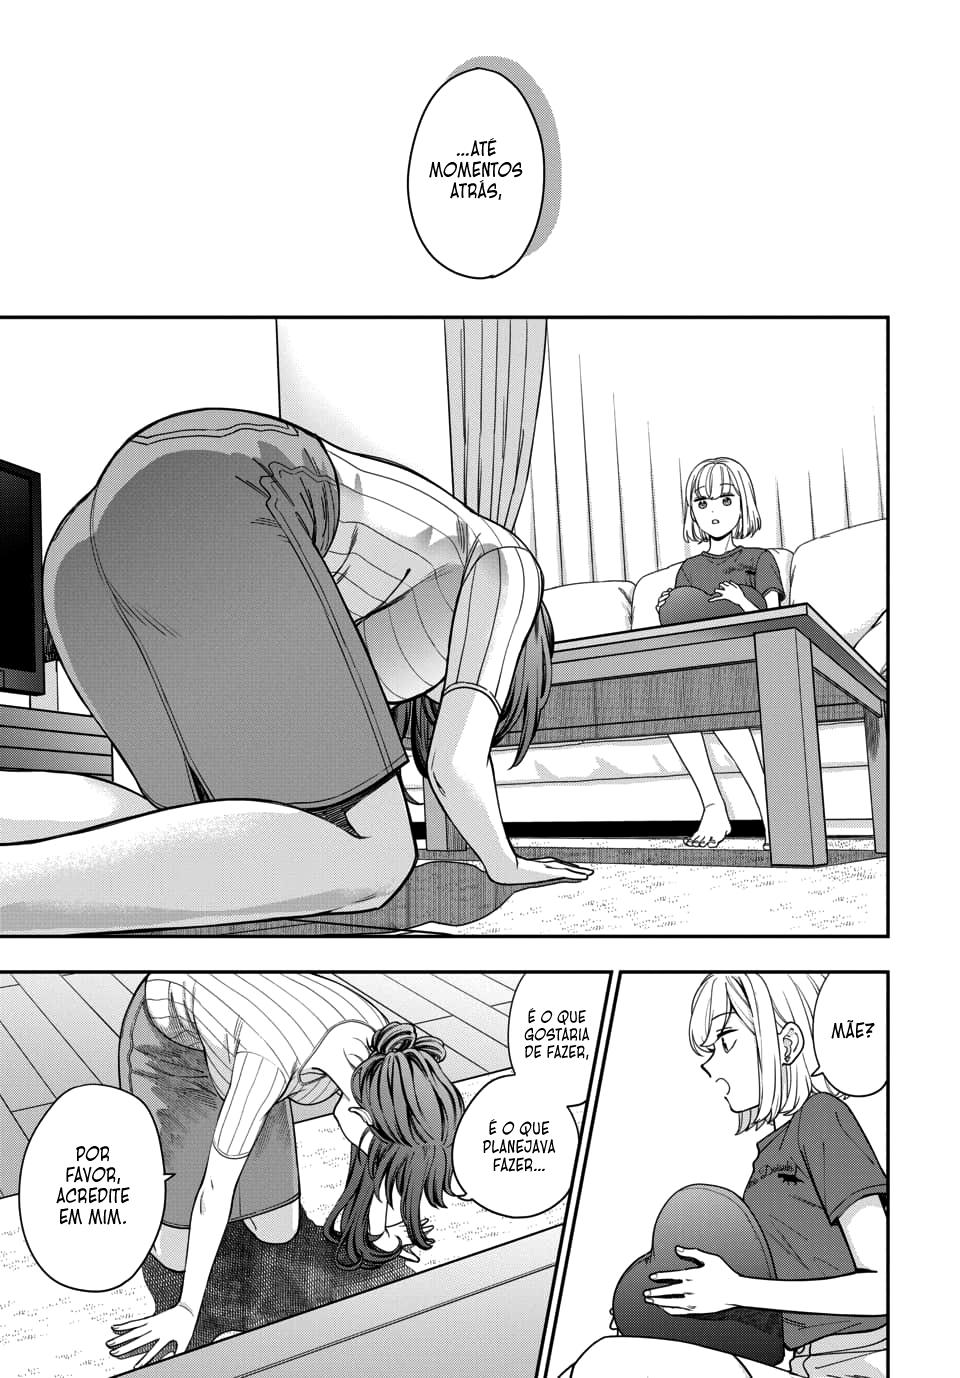 ...ATÉ
MOMENTOS
ATRÁS,
MÃE?
É O QUE
GOSTARIA
DE FAZER,
É O QUE
PLANEJAVA
FAZER...
POR
FAVOR,
ACREDITE
EM MIM.